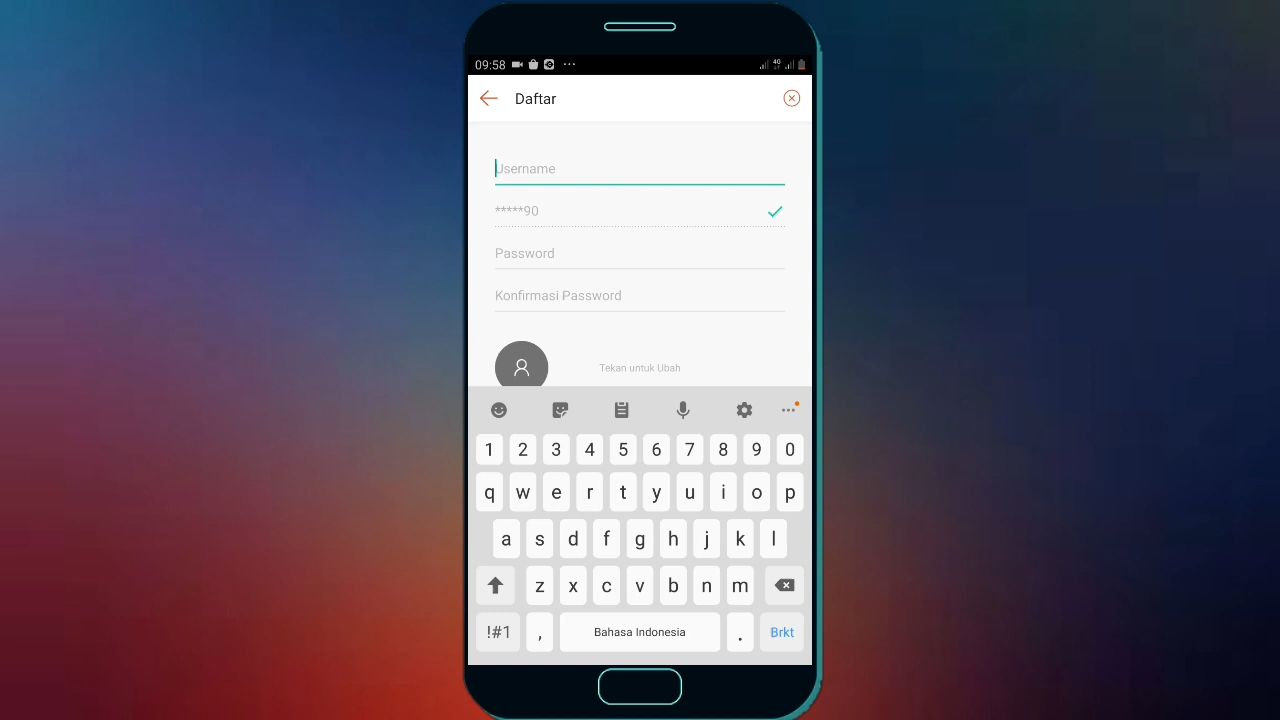 09:58 ... 4G
Daftar
Username
*****90
Password
Konfirmasi Password
Tekan untuk Ubah
1 2 3 4 5 6 7 8 9 0
q w e r t y u i o p
a s d f g h j k l
z x c v b n m
!#1 , Bahasa Indonesia . Brkt